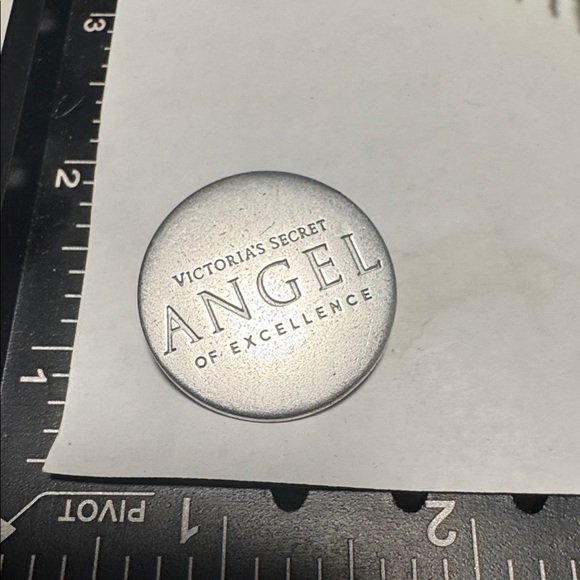 VICTORIA'S SECRET
ANGEL
OF EXCELLENCE
3
2
1
PIVOT
1
2